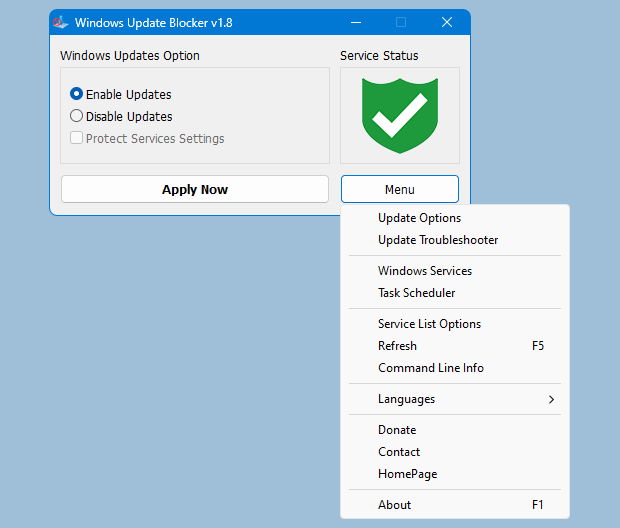 Windows Update Blocker v1.8
Windows Updates Option
Service Status
Enable Updates
Disable Updates
Protect Services Settings
Apply Now
Menu
Update Options
Update Troubleshooter
Windows Services
Task Scheduler
Service List Options
Refresh F5
Command Line Info
Languages
Donate
Contact
HomePage
About F1